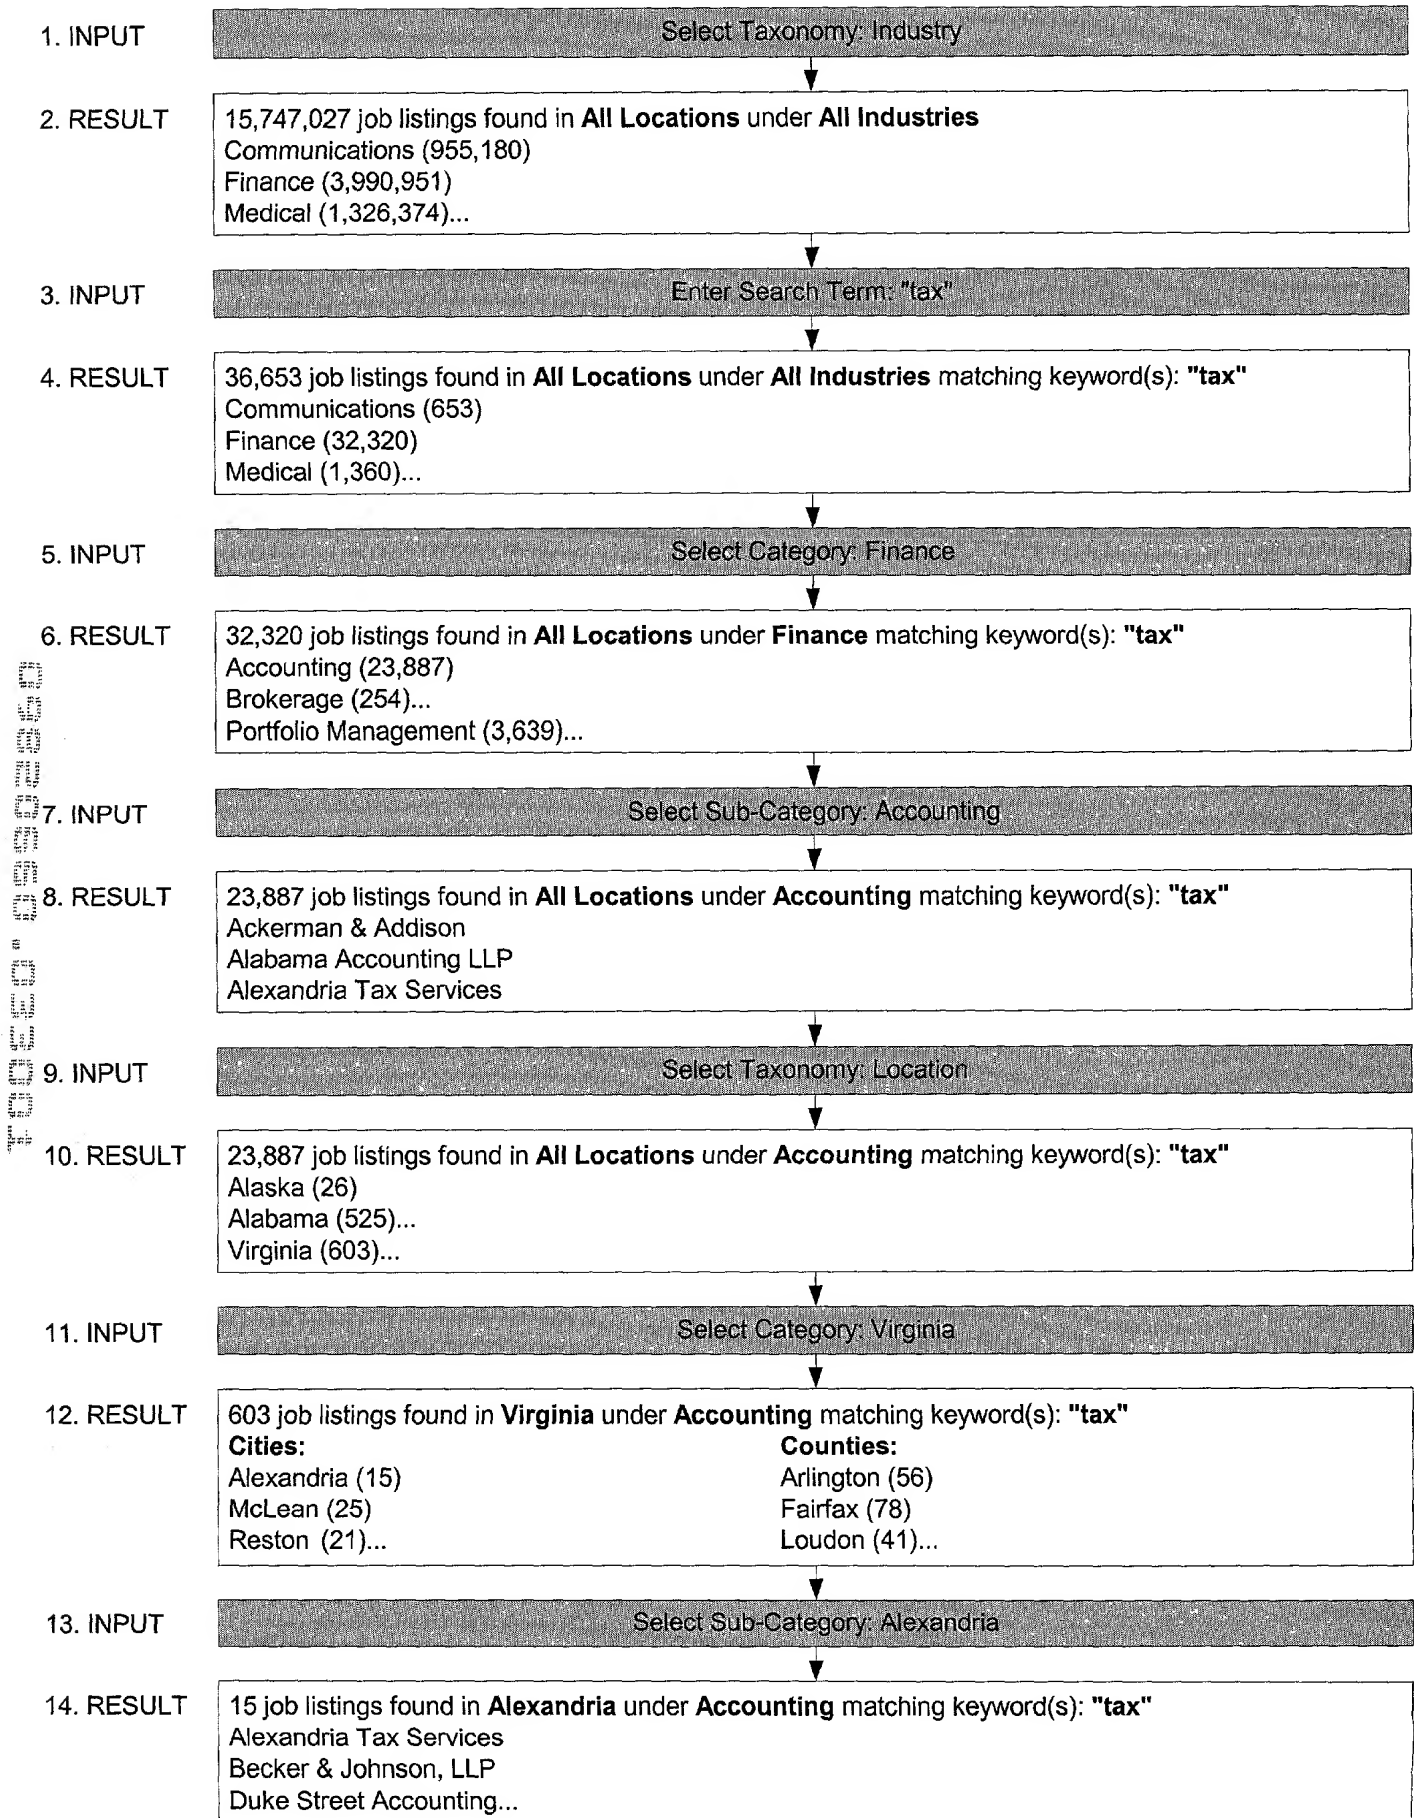 1. INPUT
Select Taxonomy: Industry
2. RESULT
15,747,027 job listings found in All Locations under All Industries
Communications (955,180)
Finance (3,990,951)
Medical (1,326,374)...
3. INPUT
Enter Search Term: "tax"
4. RESULT
36,653 job listings found in All Locations under All Industries matching keyword(s): "tax"
Communications (653)
Finance (32,320)
Medical (1,360)...
5. INPUT
Select Category: Finance
6. RESULT
32,320 job listings found in All Locations under Finance matching keyword(s): "tax"
Accounting (23,887)
Brokerage (254)...
Portfolio Management (3,639)...
7. INPUT
Select Sub-Category: Accounting
8. RESULT
23,887 job listings found in All Locations under Accounting matching keyword(s): "tax"
Ackerman & Addison
Alabama Accounting LLP
Alexandria Tax Services
9. INPUT
Select Taxonomy: Location
10. RESULT
23,887 job listings found in All Locations under Accounting matching keyword(s): "tax"
Alaska (26)
Alabama (525)...
Virginia (603)...
11. INPUT
Select Category: Virginia
12. RESULT
603 job listings found in Virginia under Accounting matching keyword(s): "tax"
Cities:
Alexandria (15)
McLean (25)
Reston (21)...
Counties:
Arlington (56)
Fairfax (78)
Loudon (41)...
13. INPUT
Select Sub-Category: Alexandria
14. RESULT
15 job listings found in Alexandria under Accounting matching keyword(s): "tax"
Alexandria Tax Services
Becker & Johnson, LLP
Duke Street Accounting...